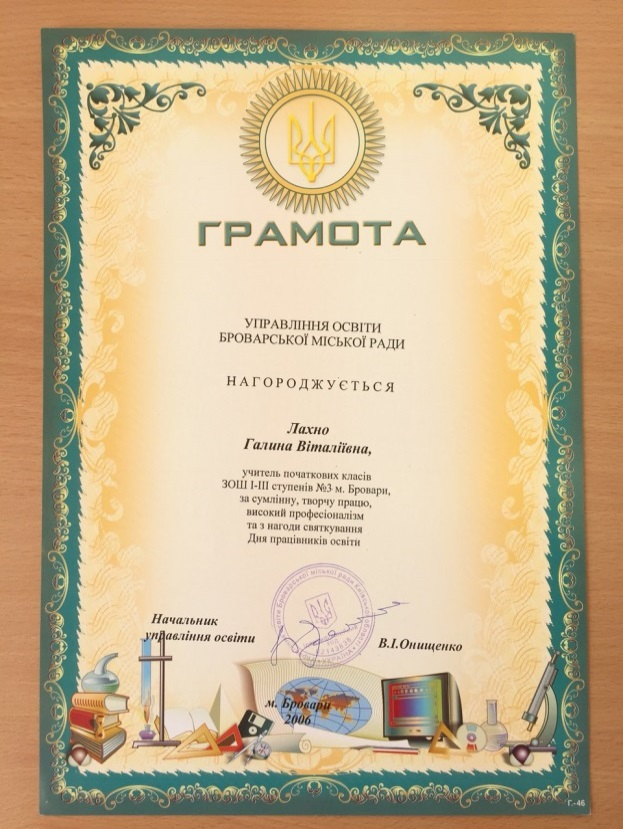 ГРАМОТА
УПРАВЛІННЯ ОСВІТИ
БРОВАРСЬКОЇ МІСЬКОЇ РАДИ
НАГОРОДЖУЄТЬСЯ
Лахно
Галина Віталіївна,
учитель початкових класів
ЗОШ І-ІІІ ступенів №3 м. Бровари,
за сумлінну, творчу працю,
високий професіоналізм
та з нагоди святкування
Дня працівників освіти
Начальник
управління освіти
В.І.Онищенко
м. Бровари
2006
Г-46